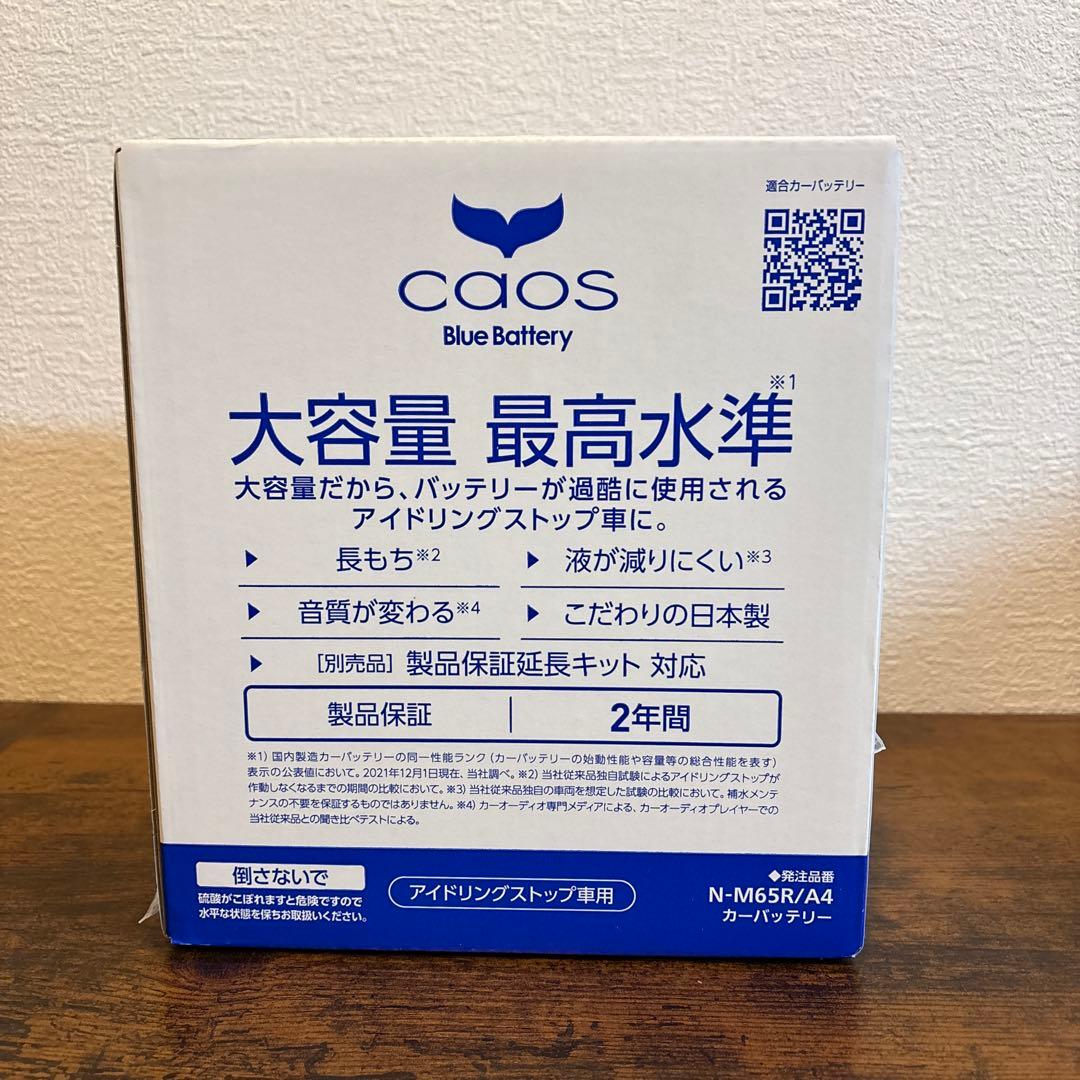 適合カーバッテリー
caos
Blue Battery
大容量 最高水準※1
大容量だから、バッテリーが過酷に使用される
アイドリングストップ車に。
▶ 長もち※2 ▶ 液が減りにくい※3
▶ 音質が変わる※4 ▶ こだわりの日本製
▶ [別売品] 製品保証延長キット 対応
製品保証 | 2年間
※1) 国内製造カーバッテリーの同一性能ランク (カーバッテリーの始動性能や容量等の総合性能を表す)
表示の公表値において。2021年12月1日現在、当社調べ。※2) 当社従来品独自試験によるアイドリングストップが
作動しなくなるまでの期間の比較において。※3) 当社従来品独自の車両を想定した試験の比較において。補水メンテ
ナンスの不要を保証するものではありません。※4) カーオーディオ専門メディアによる、カーオーディオプレイヤーでの
当社従来品との聞き比べテストによる。
倒さないで
硫酸がこぼれますと危険ですので
水平な状態を保ちお取扱いください。
アイドリングストップ車用
◆発注品番
N-M65R/A4
カーバッテリー